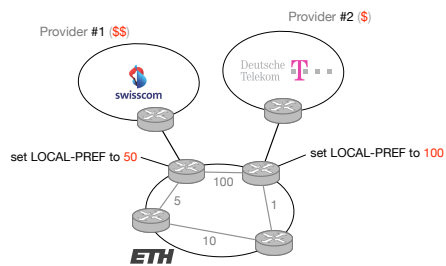 Provider #2 ($)
Provider #1 ($$)
Deutsche
Telekom
T
swisscom
set LOCAL-PREF to 50
set LOCAL-PREF to 100
100
5
1
10
ETH